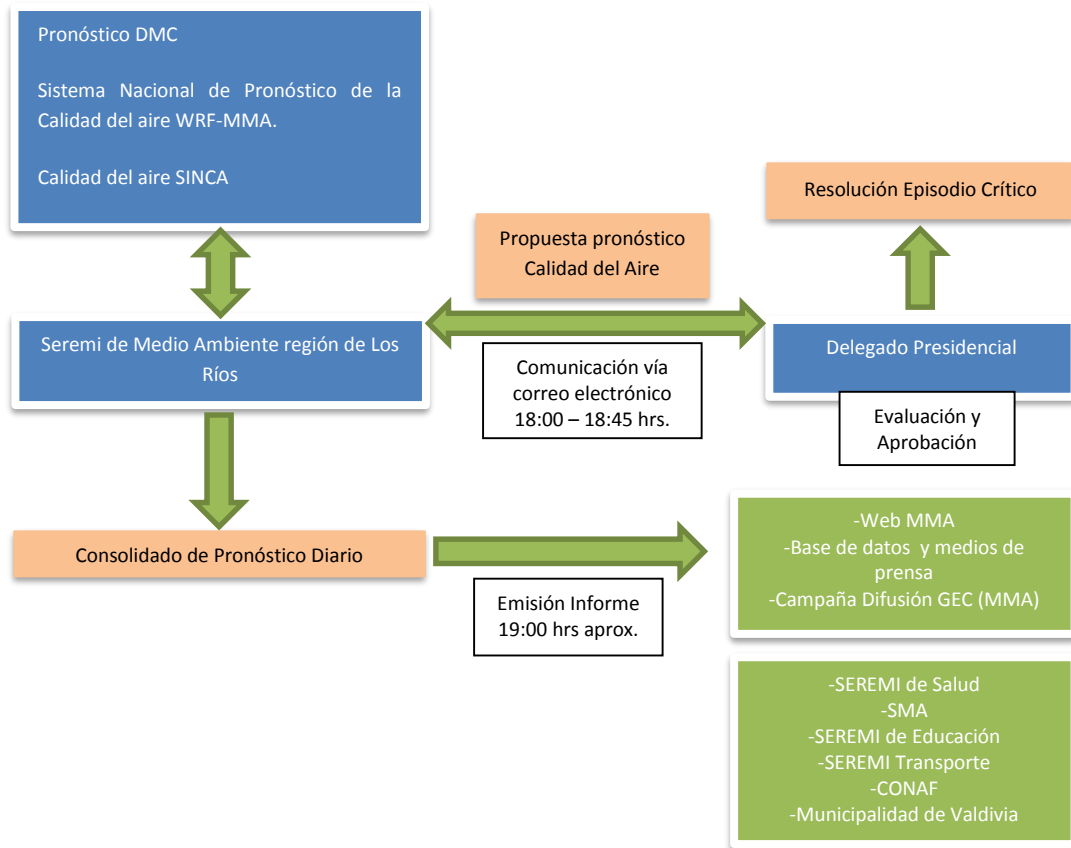 Pronóstico DMC
Sistema Nacional de Pronóstico de la
Calidad del aire WRF-MMA.
Calidad del aire SINCA
Resolución Episodio Crítico
Propuesta pronóstico
Calidad del Aire
Seremi de Medio Ambiente región de Los
Ríos
Delegado Presidencial
Comunicación vía
correo electrónico
18:00 – 18:45 hrs.
Evaluación y
Aprobación
Consolidado de Pronóstico Diario
Emisión Informe
19:00 hrs aprox.
-Web MMA
-Base de datos y medios de
prensa
-Campaña Difusión GEC (MMA)
-SEREMI de Salud
-SMA
-SEREMI de Educación
-SEREMI Transporte
-CONAF
-Municipalidad de Valdivia